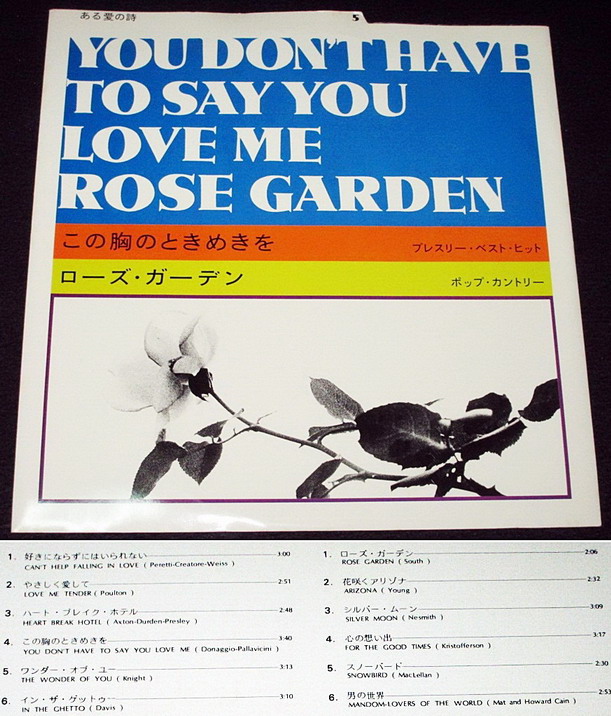 ある愛の詩 5
YOU DON'T HAVE
TO SAY YOU
LOVE ME
ROSE GARDEN
この胸のときめきを プレスリー・ベスト・ヒット
ローズ・ガーデン ポップ・カントリー
1. 好きにならずにはいられない 3:00
CAN'T HELP FALLING IN LOVE ( Peretti-Creatore-Weiss )
2. やさしく愛して 2:51
LOVE ME TENDER ( Poulton )
3. ハート・ブレイク・ホテル 2:48
HEART BREAK HOTEL ( Axton-Durden-Presley )
4. この胸のときめきを 3:40
YOU DON'T HAVE TO SAY YOU LOVE ME ( Donaggio-Pallavicini )
5. ワンダー・オブ・ユー 3:13
THE WONDER OF YOU ( Knight )
6. イン・ザ・ゲットゥ 3:10
IN THE GHETTO ( Davis )
1. ローズ・ガーデン 2:06
ROSE GARDEN ( South )
2. 花咲くアリゾナ 2:32
ARIZONA ( Young )
3. シルバー・ムーン 3:09
SILVER MOON ( Nesmith )
4. 心の想い出 3:17
FOR THE GOOD TIMES ( Kristofferson )
5. スノーバード 2:30
SNOWBIRD ( MacLellan )
6. 男の世界 2:53
MANDOM-LOVERS OF THE WORLD ( Mat and Howard Cain )